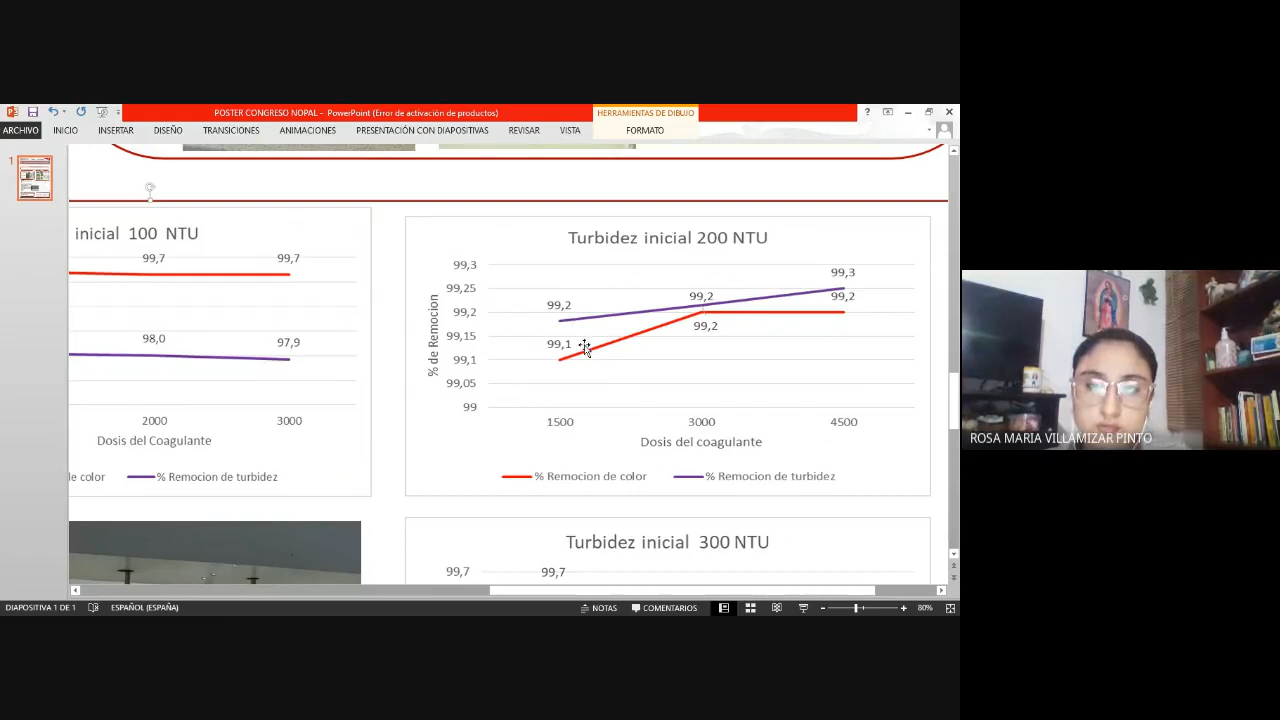 POSTER CONGRESO NOPAL - PowerPoint (Error de activación de productos)
HERRAMIENTAS DE DIBUJO
ARCHIVO INICIO INSERTAR DISEÑO TRANSICIONES ANIMACIONES PRESENTACIÓN CON DIAPOSITIVAS REVISAR VISTA FORMATO
1
inicial 100 NTU
99,7 99,7
98,0 97,9
2000 3000
Dosis del Coagulante
de color % Remocion de turbidez
Turbidez inicial 200 NTU
% de Remocion
99,3
99,25
99,2
99,15
99,1
99,05
99
99,2 99,2 99,3
99,1 99,2 99,2
1500 3000 4500
Dosis del coagulante
% Remocion de color % Remocion de turbidez
Turbidez inicial 300 NTU
99,7 99,7
DIAPOSITIVA 1 DE 1 ESPAÑOL (ESPAÑA) NOTAS COMENTARIOS 80%
ROSA MARIA VILLAMIZAR PINTO